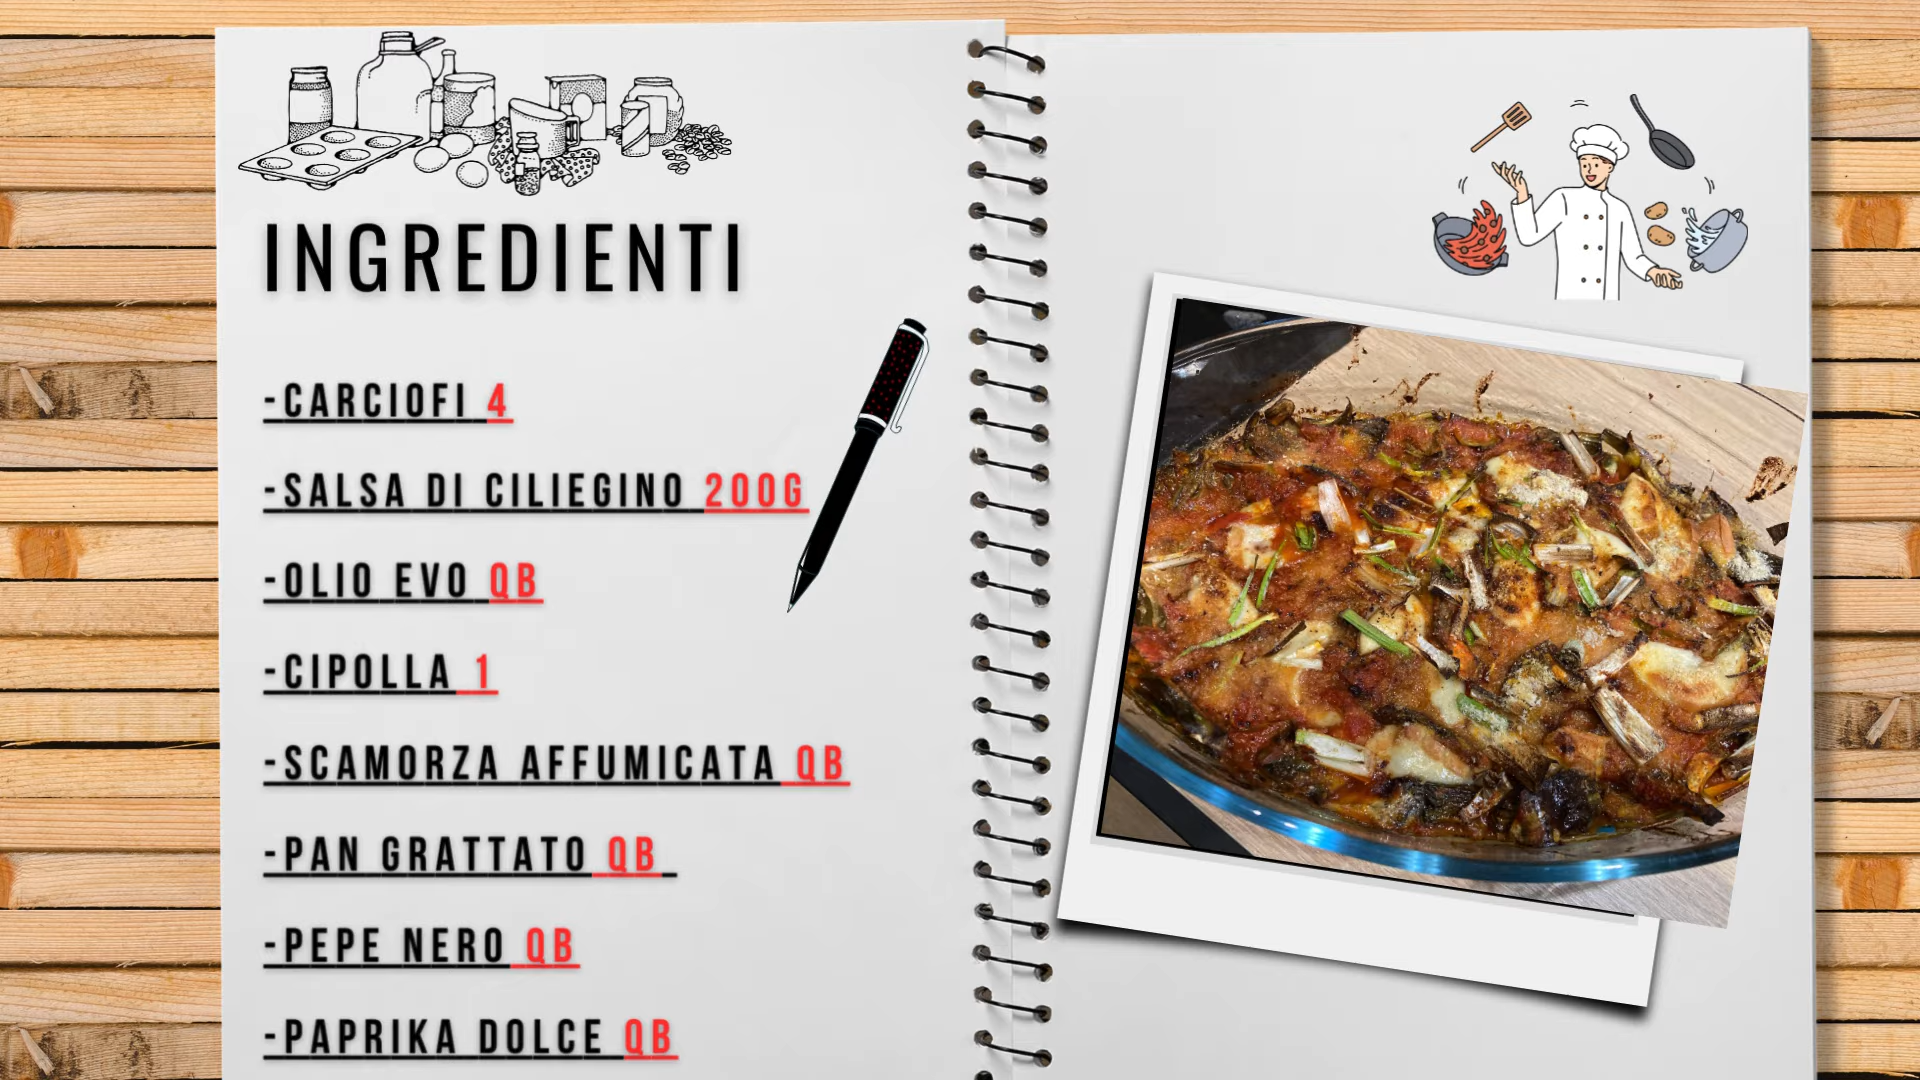 INGREDIENTI
-CARCIOFI 4
-SALSA DI CILIEGINO 200G
-OLIO EVO QB
-CIPOLLA 1
-SCAMORZA AFFUMICATA QB
-PAN GRATTATO QB
-PEPE NERO QB
-PAPRIKA DOLCE QB